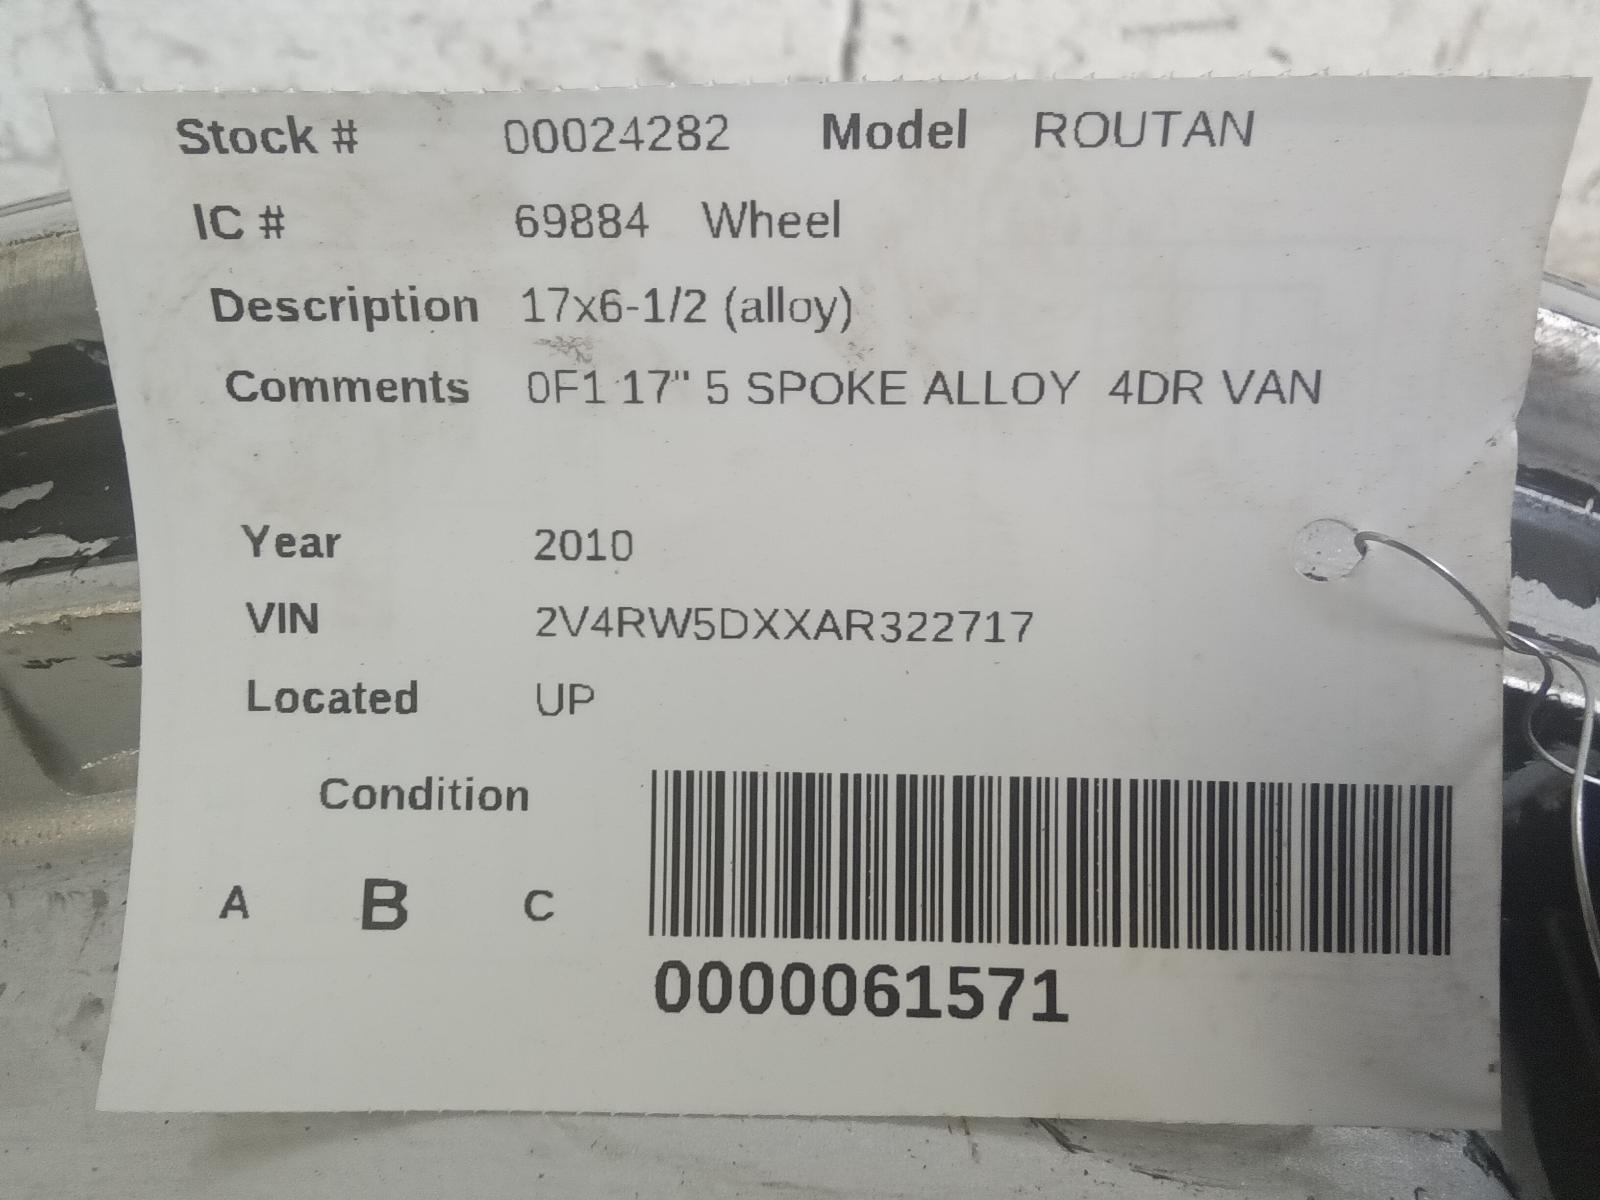 Stock # 00024282 Model ROUTAN
IC # 69884 Wheel
Description 17x6-1/2 (alloy)
Comments 0F1 17" 5 SPOKE ALLOY 4DR VAN
Year 2010
VIN 2V4RW5DXXAR322717
Located UP
Condition
A B C
0000061571